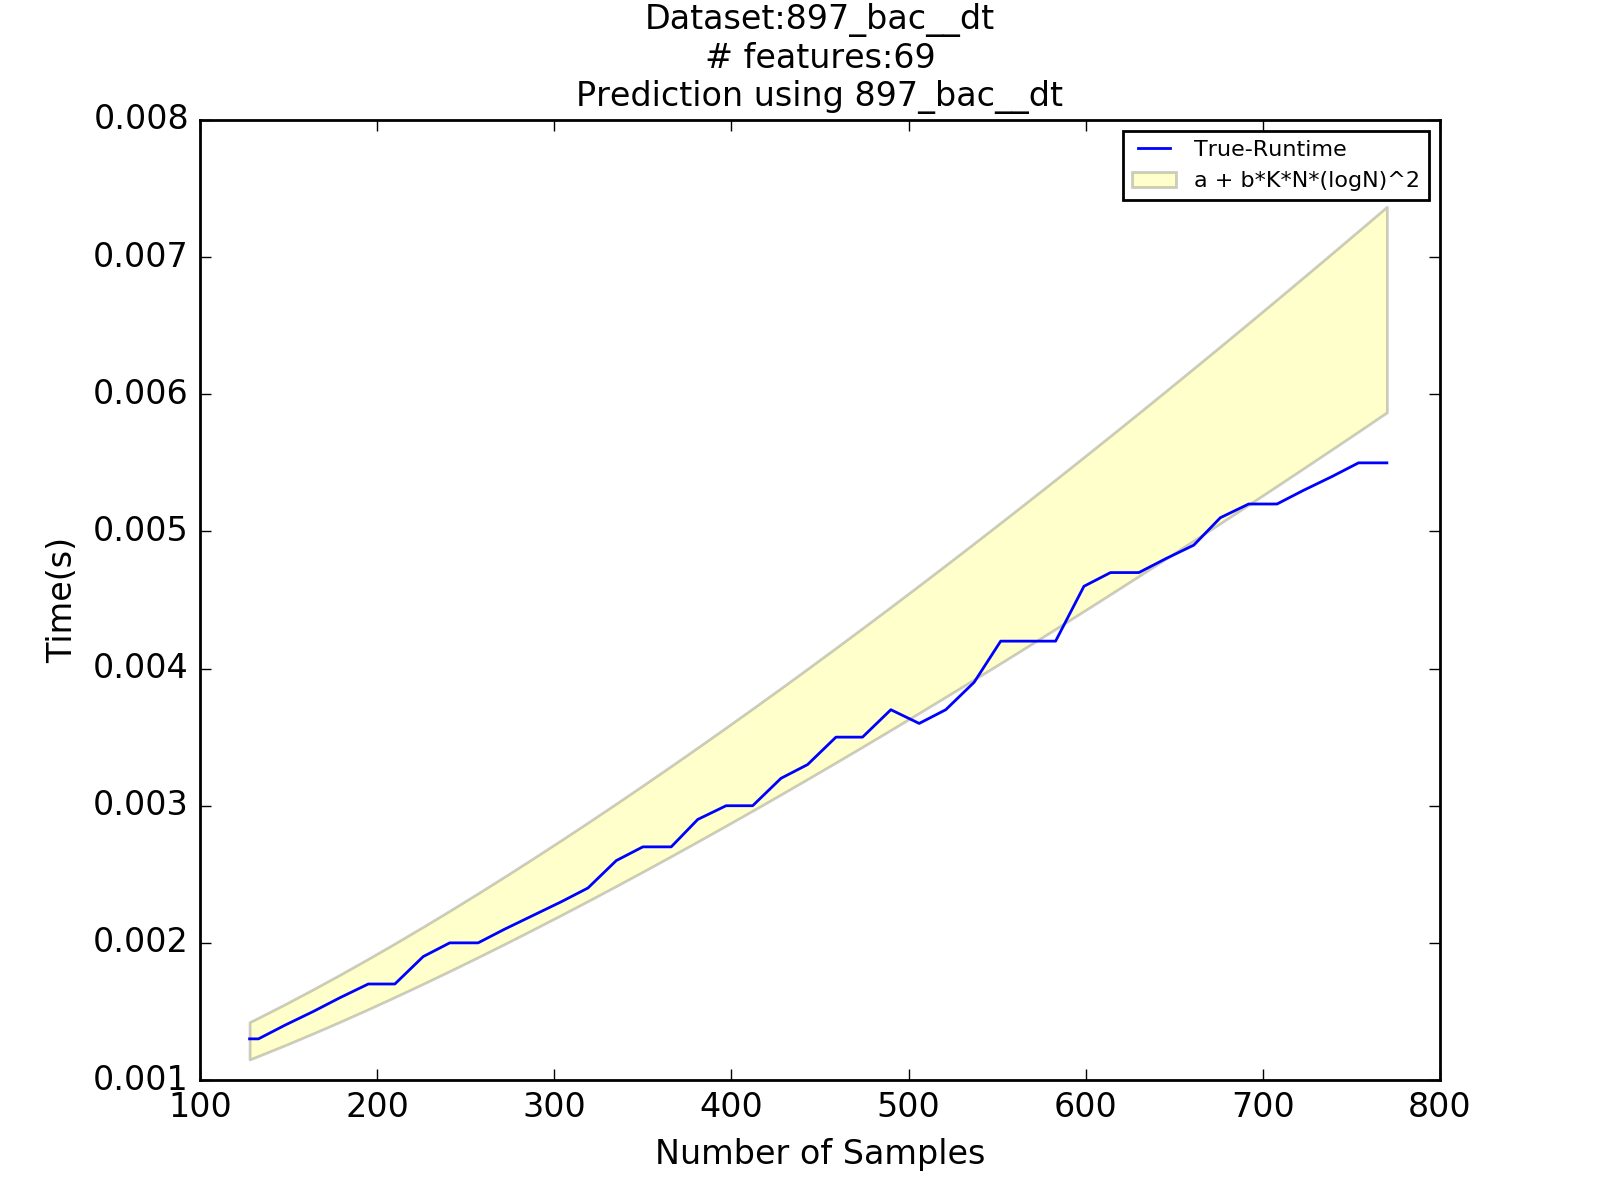 Dataset:897_bac__dt
# features:69
Prediction using 897_bac__dt
True-Runtime
a + b*K*N*(logN)^2
0.008
0.007
0.006
0.005
0.004
0.003
0.002
0.001
Time(s)
100 200 300 400 500 600 700 800
Number of Samples